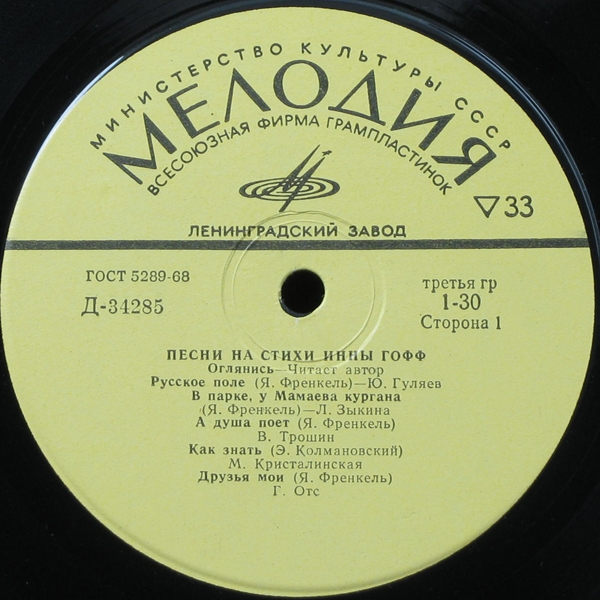 МИНИСТЕРСТВО КУЛЬТУРЫ СССР
МЕЛОДИЯ
ВСЕСОЮЗНАЯ ФИРМА ГРАМПЛАСТИНОК
33
ЛЕНИНГРАДСКИЙ ЗАВОД
ГОСТ 5289-68
Д-34285
третья гр
1-30
Сторона 1
ПЕСНИ НА СТИХИ ИННЫ ГОФФ
Оглянись—Читает автор
Русское поле (Я. Френкель)—Ю. Гуляев
В парке, у Мамаева кургана
(Я. Френкель)—Л. Зыкина
А душа поет (Я. Френкель)
В. Трошин
Как знать (Э. Колмановский)
М. Кристалинская
Друзья мои (Я. Френкель)
Г. Отс